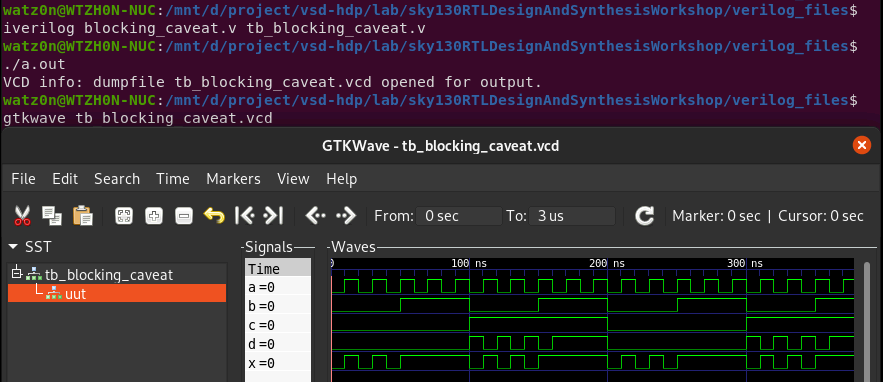 watz0n@WTZH0N-NUC:/mnt/d/project/vsd-hdp/lab/sky130RTLDesignAndSynthesisWorkshop/verilog_files$
iverilog blocking_caveat.v tb_blocking_caveat.v
watz0n@WTZH0N-NUC:/mnt/d/project/vsd-hdp/lab/sky130RTLDesignAndSynthesisWorkshop/verilog_files$
./a.out
VCD info: dumpfile tb_blocking_caveat.vcd opened for output.
watz0n@WTZH0N-NUC:/mnt/d/project/vsd-hdp/lab/sky130RTLDesignAndSynthesisWorkshop/verilog_files$
gtkwave tb_blocking_caveat.vcd
GTKWave - tb_blocking_caveat.vcd
File Edit Search Time Markers View Help
From: 0 sec To: 3 us Marker: 0 sec | Cursor: 0 sec
SST Signals Waves
Time 0 100 ns 200 ns 300 ns
tb_blocking_caveat
a=0
uut
b=0
c=0
d=0
x=0